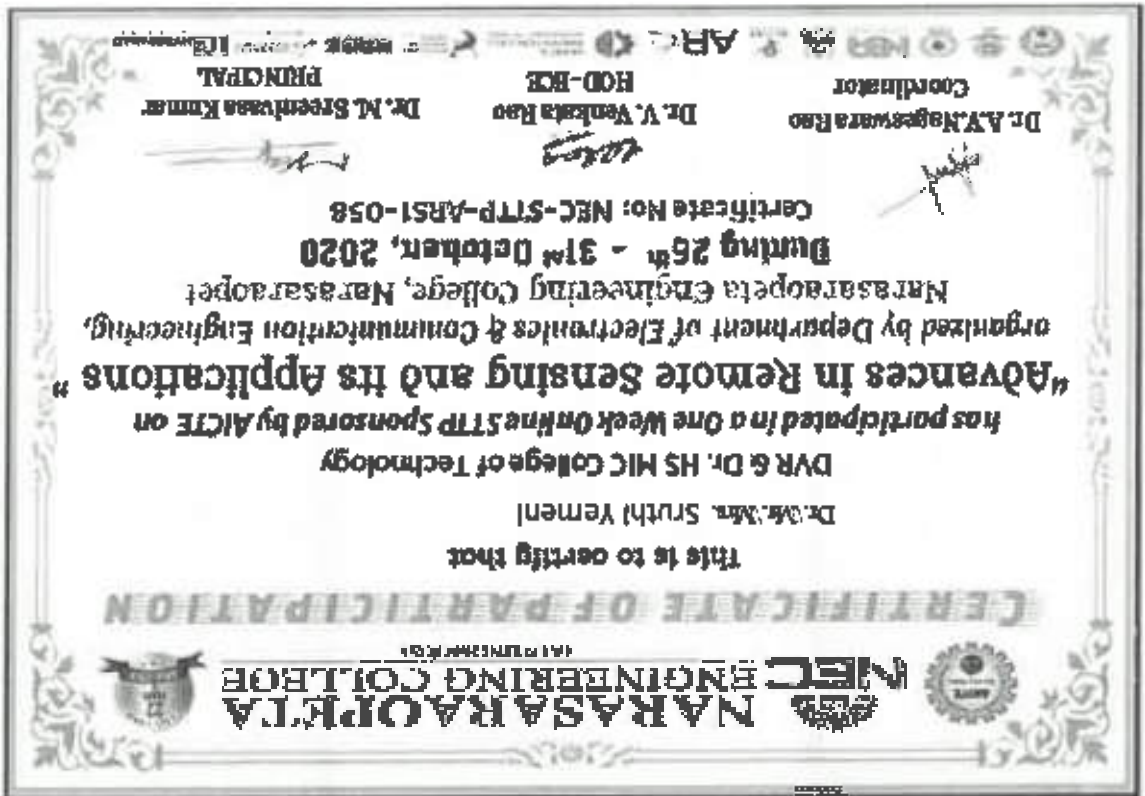 NARASARAOPETA
NEC ENGINEERING COLLEGE
(AUTONOMOUS)
CERTIFICATE OF PARTICIPATION
This is to certify that
Dr./Mr./Mrs. Sruthi Yemeni
DVR & Dr. HS MIC College of Technology
has participated in a One Week Online STTP Sponsored by AICTE on
“Advances in Remote Sensing and its Applications ”
organized by Department of Electronics & Communication Engineering,
Narasaraopeta Engineering College, Narasaraopet
During 26th - 31st October, 2020
Certificate No: NEC-STTP-ARS1-058
Dr.A.Y.Nageswara Rao
Coordinator
Dr. V. Venkata Rao
HOD-ECE
Dr. M. Sreenivasa Kumar
PRINCIPAL